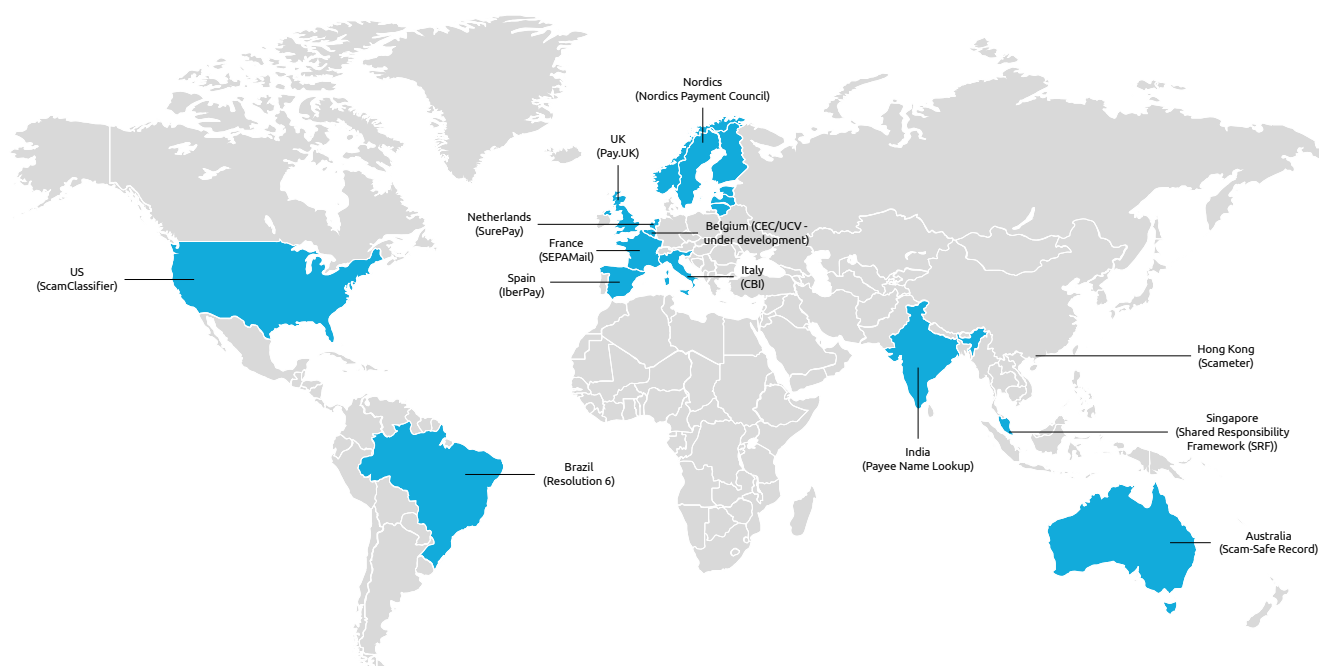 Nordics
(Nordics Payment Council)
UK
(Pay.UK)
Netherlands
(SurePay)
Belgium (CEC/UCV -
under development)
France
(SEPAMail)
US
(ScamClassifier)
Spain
(IberPay)
Italy
(CBI)
Hong Kong
(Scameter)
Singapore
(Shared Responsibility
Framework (SRF))
India
(Payee Name Lookup)
Brazil
(Resolution 6)
Australia
(Scam-Safe Record)